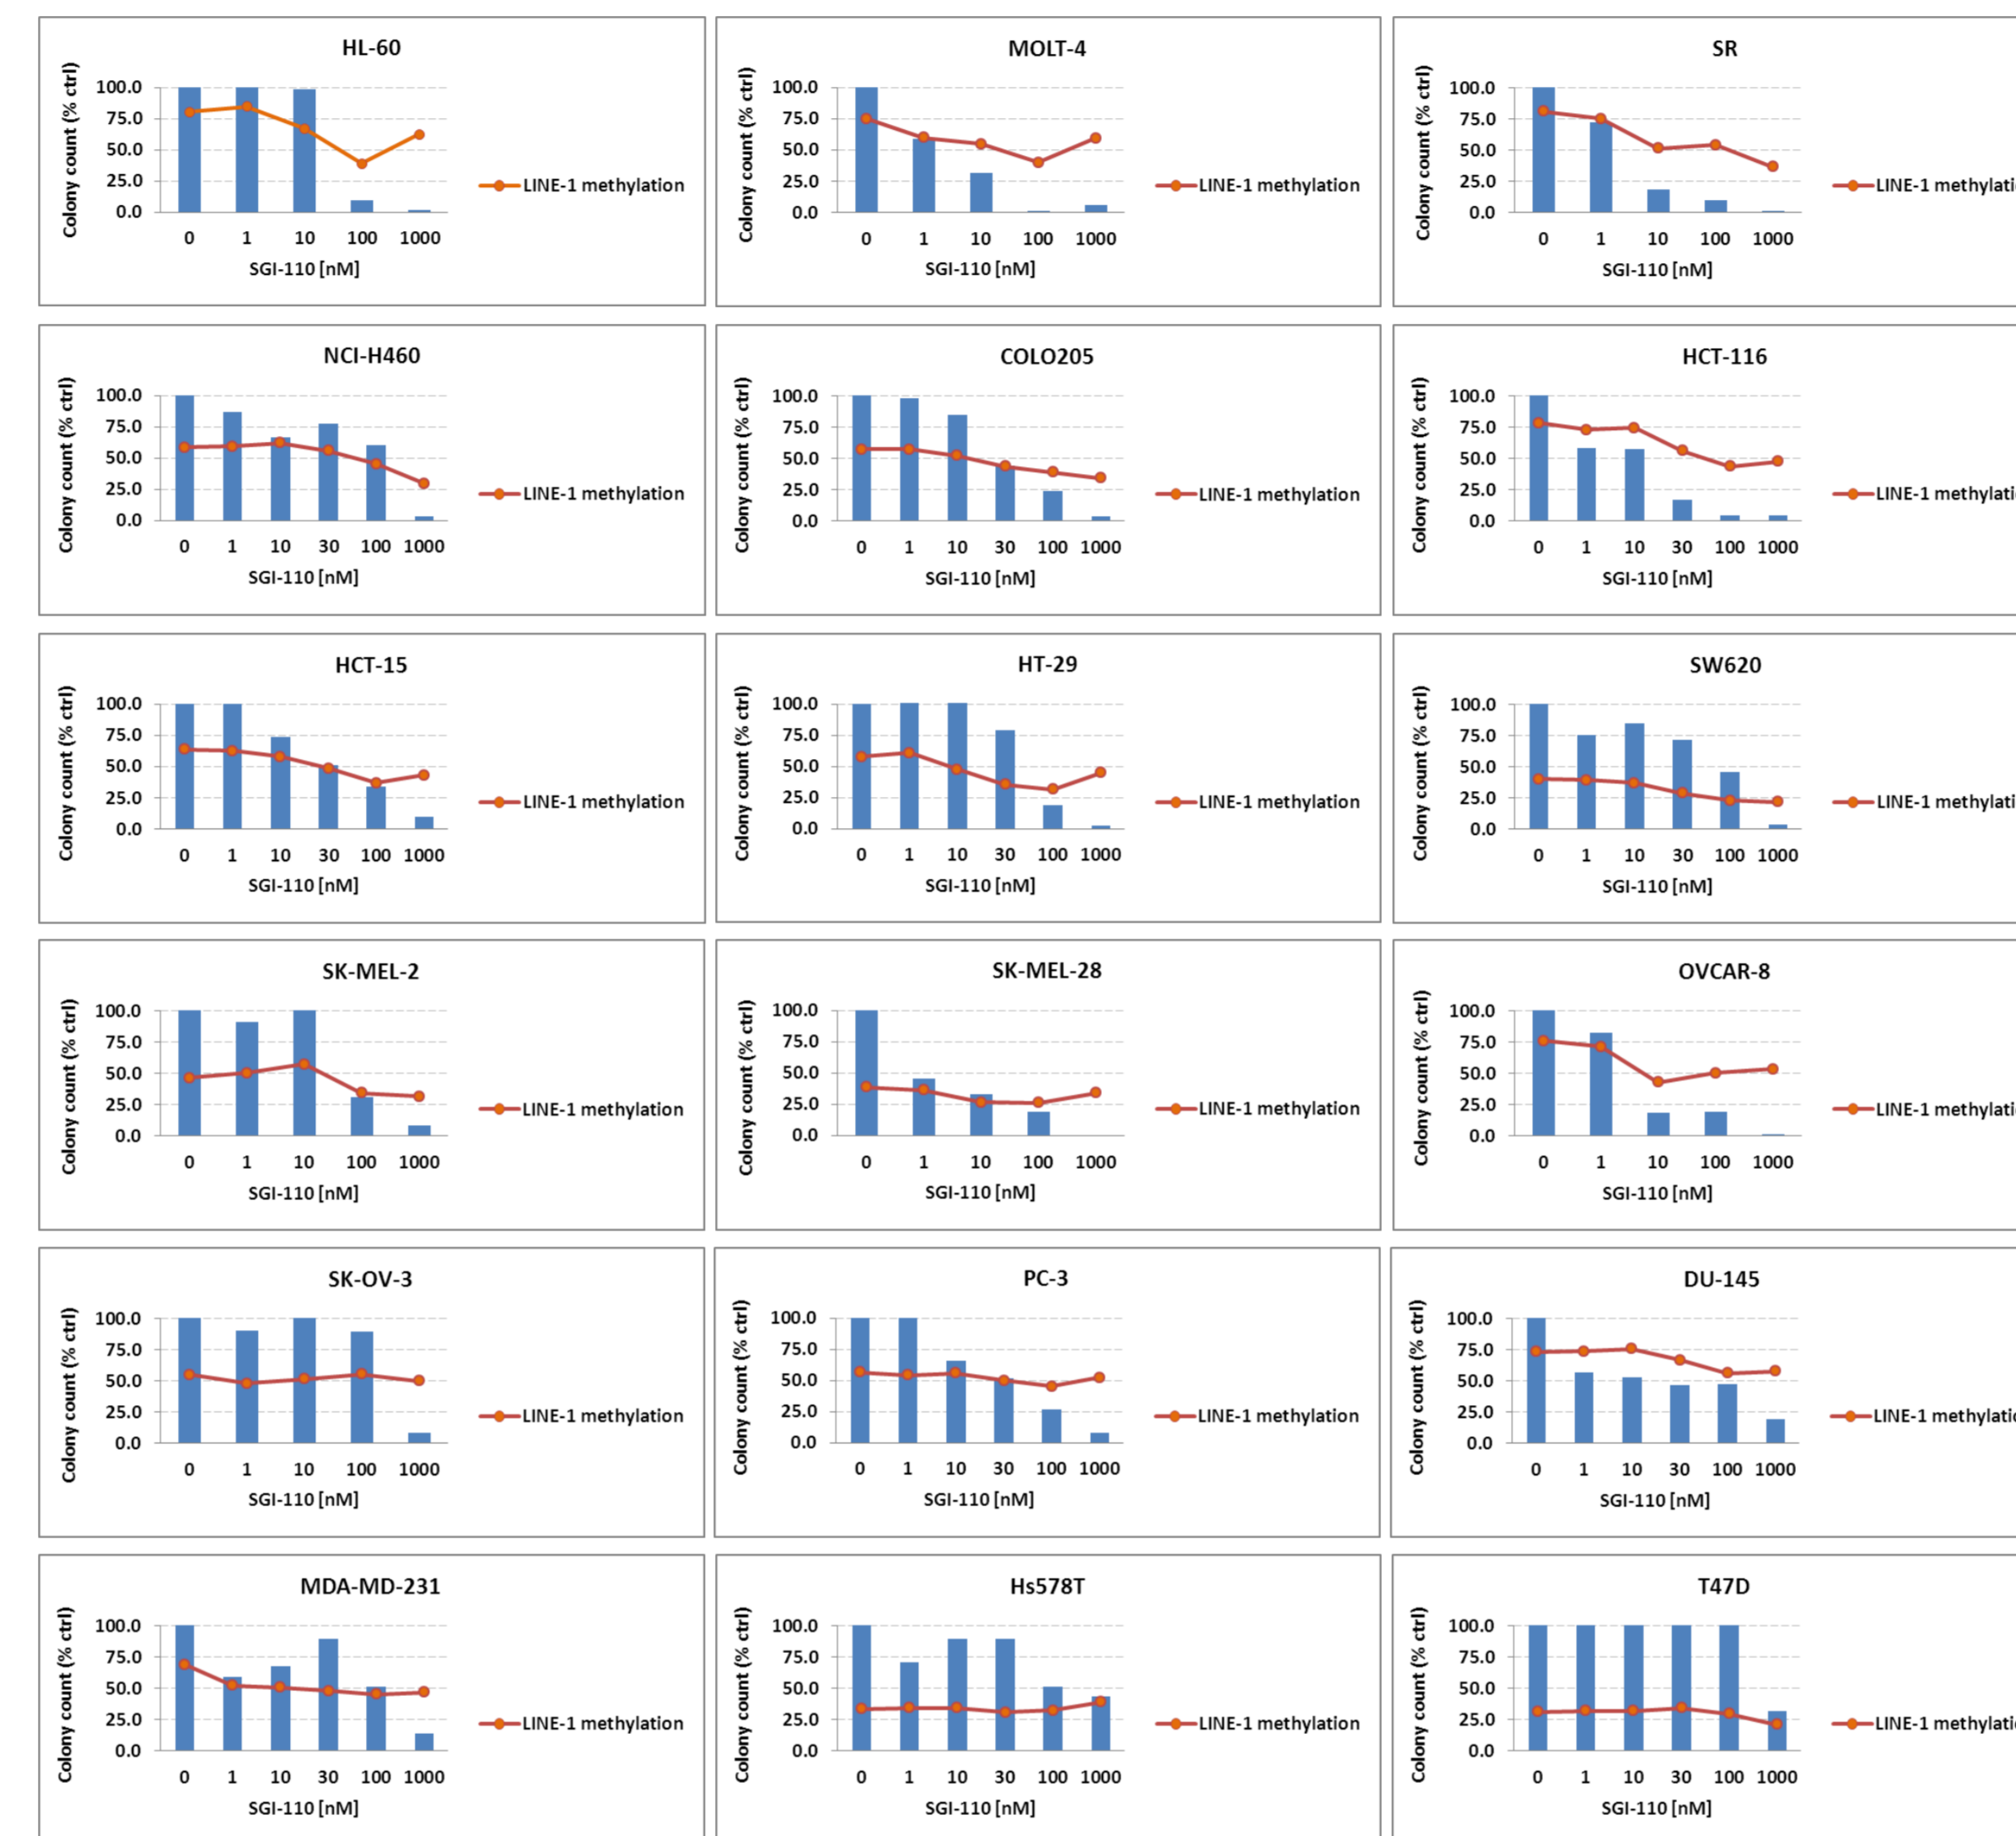 HL-60
Colony count (% ctrl)
100.0
75.0
50.0
25.0
0.0
0 1 10 100 1000
SGI-110 [nM]
LINE-1 methylation
MOLT-4
Colony count (% ctrl)
100.0
75.0
50.0
25.0
0.0
0 1 10 100 1000
SGI-110 [nM]
LINE-1 methylation
SR
Colony count (% ctrl)
100.0
75.0
50.0
25.0
0.0
0 1 10 100 1000
SGI-110 [nM]
LINE-1
NCI-H460
Colony count (% ctrl)
100.0
75.0
50.0
25.0
0.0
0 1 10 30 100 1000
SGI-110 [nM]
LINE-1 methylation
COLO205
Colony count (% ctrl)
100.0
75.0
50.0
25.0
0.0
0 1 10 30 100 1000
SGI-110 [nM]
LINE-1 methylation
HCT-116
Colony count (% ctrl)
100.0
75.0
50.0
25.0
0.0
0 1 10 30 100 1000
SGI-110 [nM]
LINE-1
HCT-15
Colony count (% ctrl)
100.0
75.0
50.0
25.0
0.0
0 1 10 30 100 1000
SGI-110 [nM]
LINE-1 methylation
HT-29
Colony count (% ctrl)
100.0
75.0
50.0
25.0
0.0
0 1 10 30 100 1000
SGI-110 [nM]
LINE-1 methylation
SW620
Colony count (% ctrl)
100.0
75.0
50.0
25.0
0.0
0 1 10 30 100 1000
SGI-110 [nM]
LINE-1
SK-MEL-2
Colony count (% ctrl)
100.0
75.0
50.0
25.0
0.0
0 1 10 100 1000
SGI-110 [nM]
LINE-1 methylation
SK-MEL-28
Colony count (% ctrl)
100.0
75.0
50.0
25.0
0.0
0 1 10 100 1000
SGI-110 [nM]
LINE-1 methylation
OVCAR-8
Colony count (% ctrl)
100.0
75.0
50.0
25.0
0.0
0 1 10 100 1000
SGI-110 [nM]
LINE-1
SK-OV-3
Colony count (% ctrl)
100.0
75.0
50.0
25.0
0.0
0 1 10 100 1000
SGI-110 [nM]
LINE-1 methylation
PC-3
Colony count (% ctrl)
100.0
75.0
50.0
25.0
0.0
0 1 10 30 100 1000
SGI-110 [nM]
LINE-1 methylation
DU-145
Colony count (% ctrl)
100.0
75.0
50.0
25.0
0.0
0 1 10 30 100 1000
SGI-110 [nM]
LINE-1
MDA-MD-231
Colony count (% ctrl)
100.0
75.0
50.0
25.0
0.0
0 1 10 30 100 1000
SGI-110 [nM]
LINE-1 methylation
Hs578T
Colony count (% ctrl)
100.0
75.0
50.0
25.0
0.0
0 1 10 30 100 1000
SGI-110 [nM]
LINE-1 methylation
T47D
Colony count (% ctrl)
100.0
75.0
50.0
25.0
0.0
0 1 10 30 100 1000
SGI-110 [nM]
LINE-1